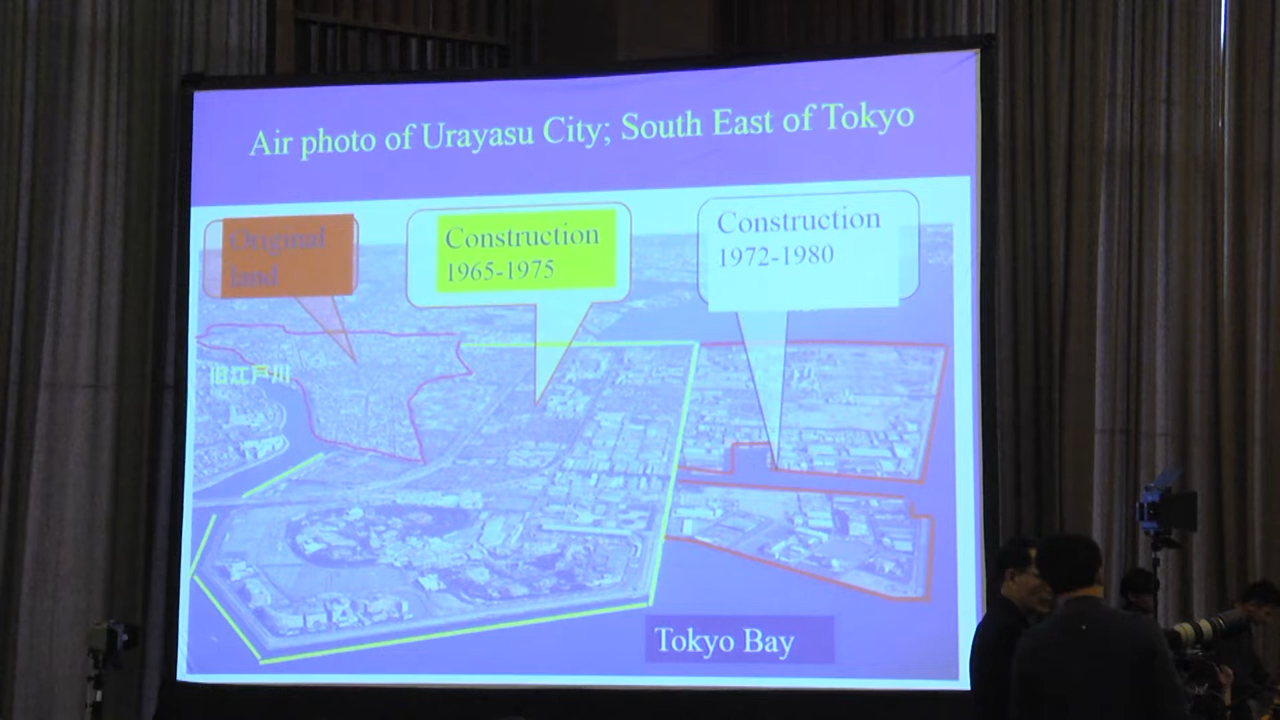 Air photo of Urayasu City; South East of Tokyo
Original
land
Construction
1965-1975
Construction
1972-1980
旧江戸川
Tokyo Bay